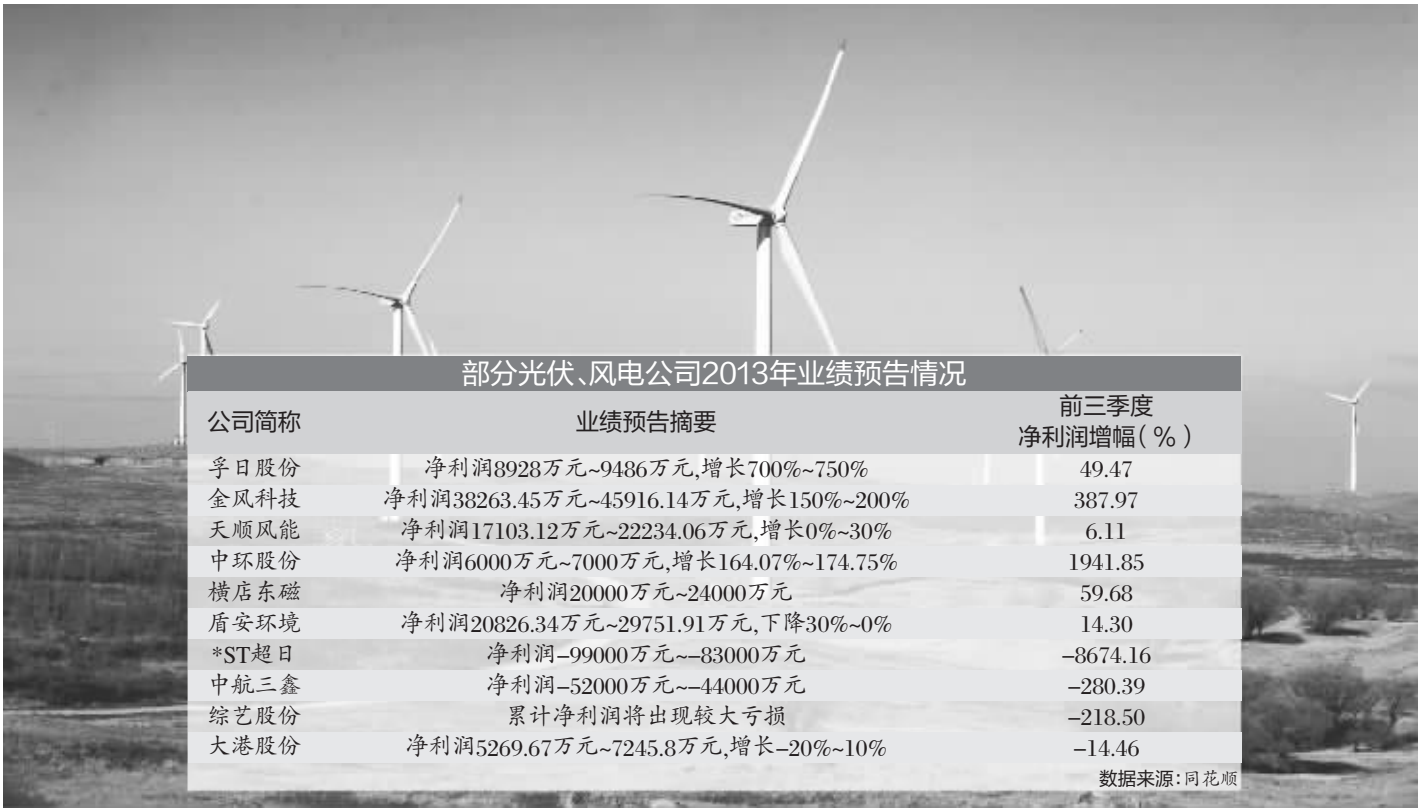 部分光伏、风电公司2013年业绩预告情况
公司简称 业绩预告摘要 前三季度
净利润增幅(%)
孚日股份 净利润8928万元~9486万元,增长700%~750% 49.47
金风科技 净利润38263.45万元~45916.14万元,增长150%~200% 387.97
天顺风能 净利润17103.12万元~22234.06万元,增长0%~30% 6.11
中环股份 净利润6000万元~7000万元,增长164.07%~174.75% 1941.85
横店东磁 净利润20000万元~24000万元 59.68
盾安环境 净利润20826.34万元~29751.91万元,下降30%~0% 14.30
*ST超日 净利润-99000万元~-83000万元 -8674.16
中航三鑫 净利润-52000万元~-44000万元 -280.39
综艺股份 累计净利润将出现较大亏损 -218.50
大港股份 净利润5269.67万元~7245.8万元,增长-20%~10% -14.46
数据来源:同花顺